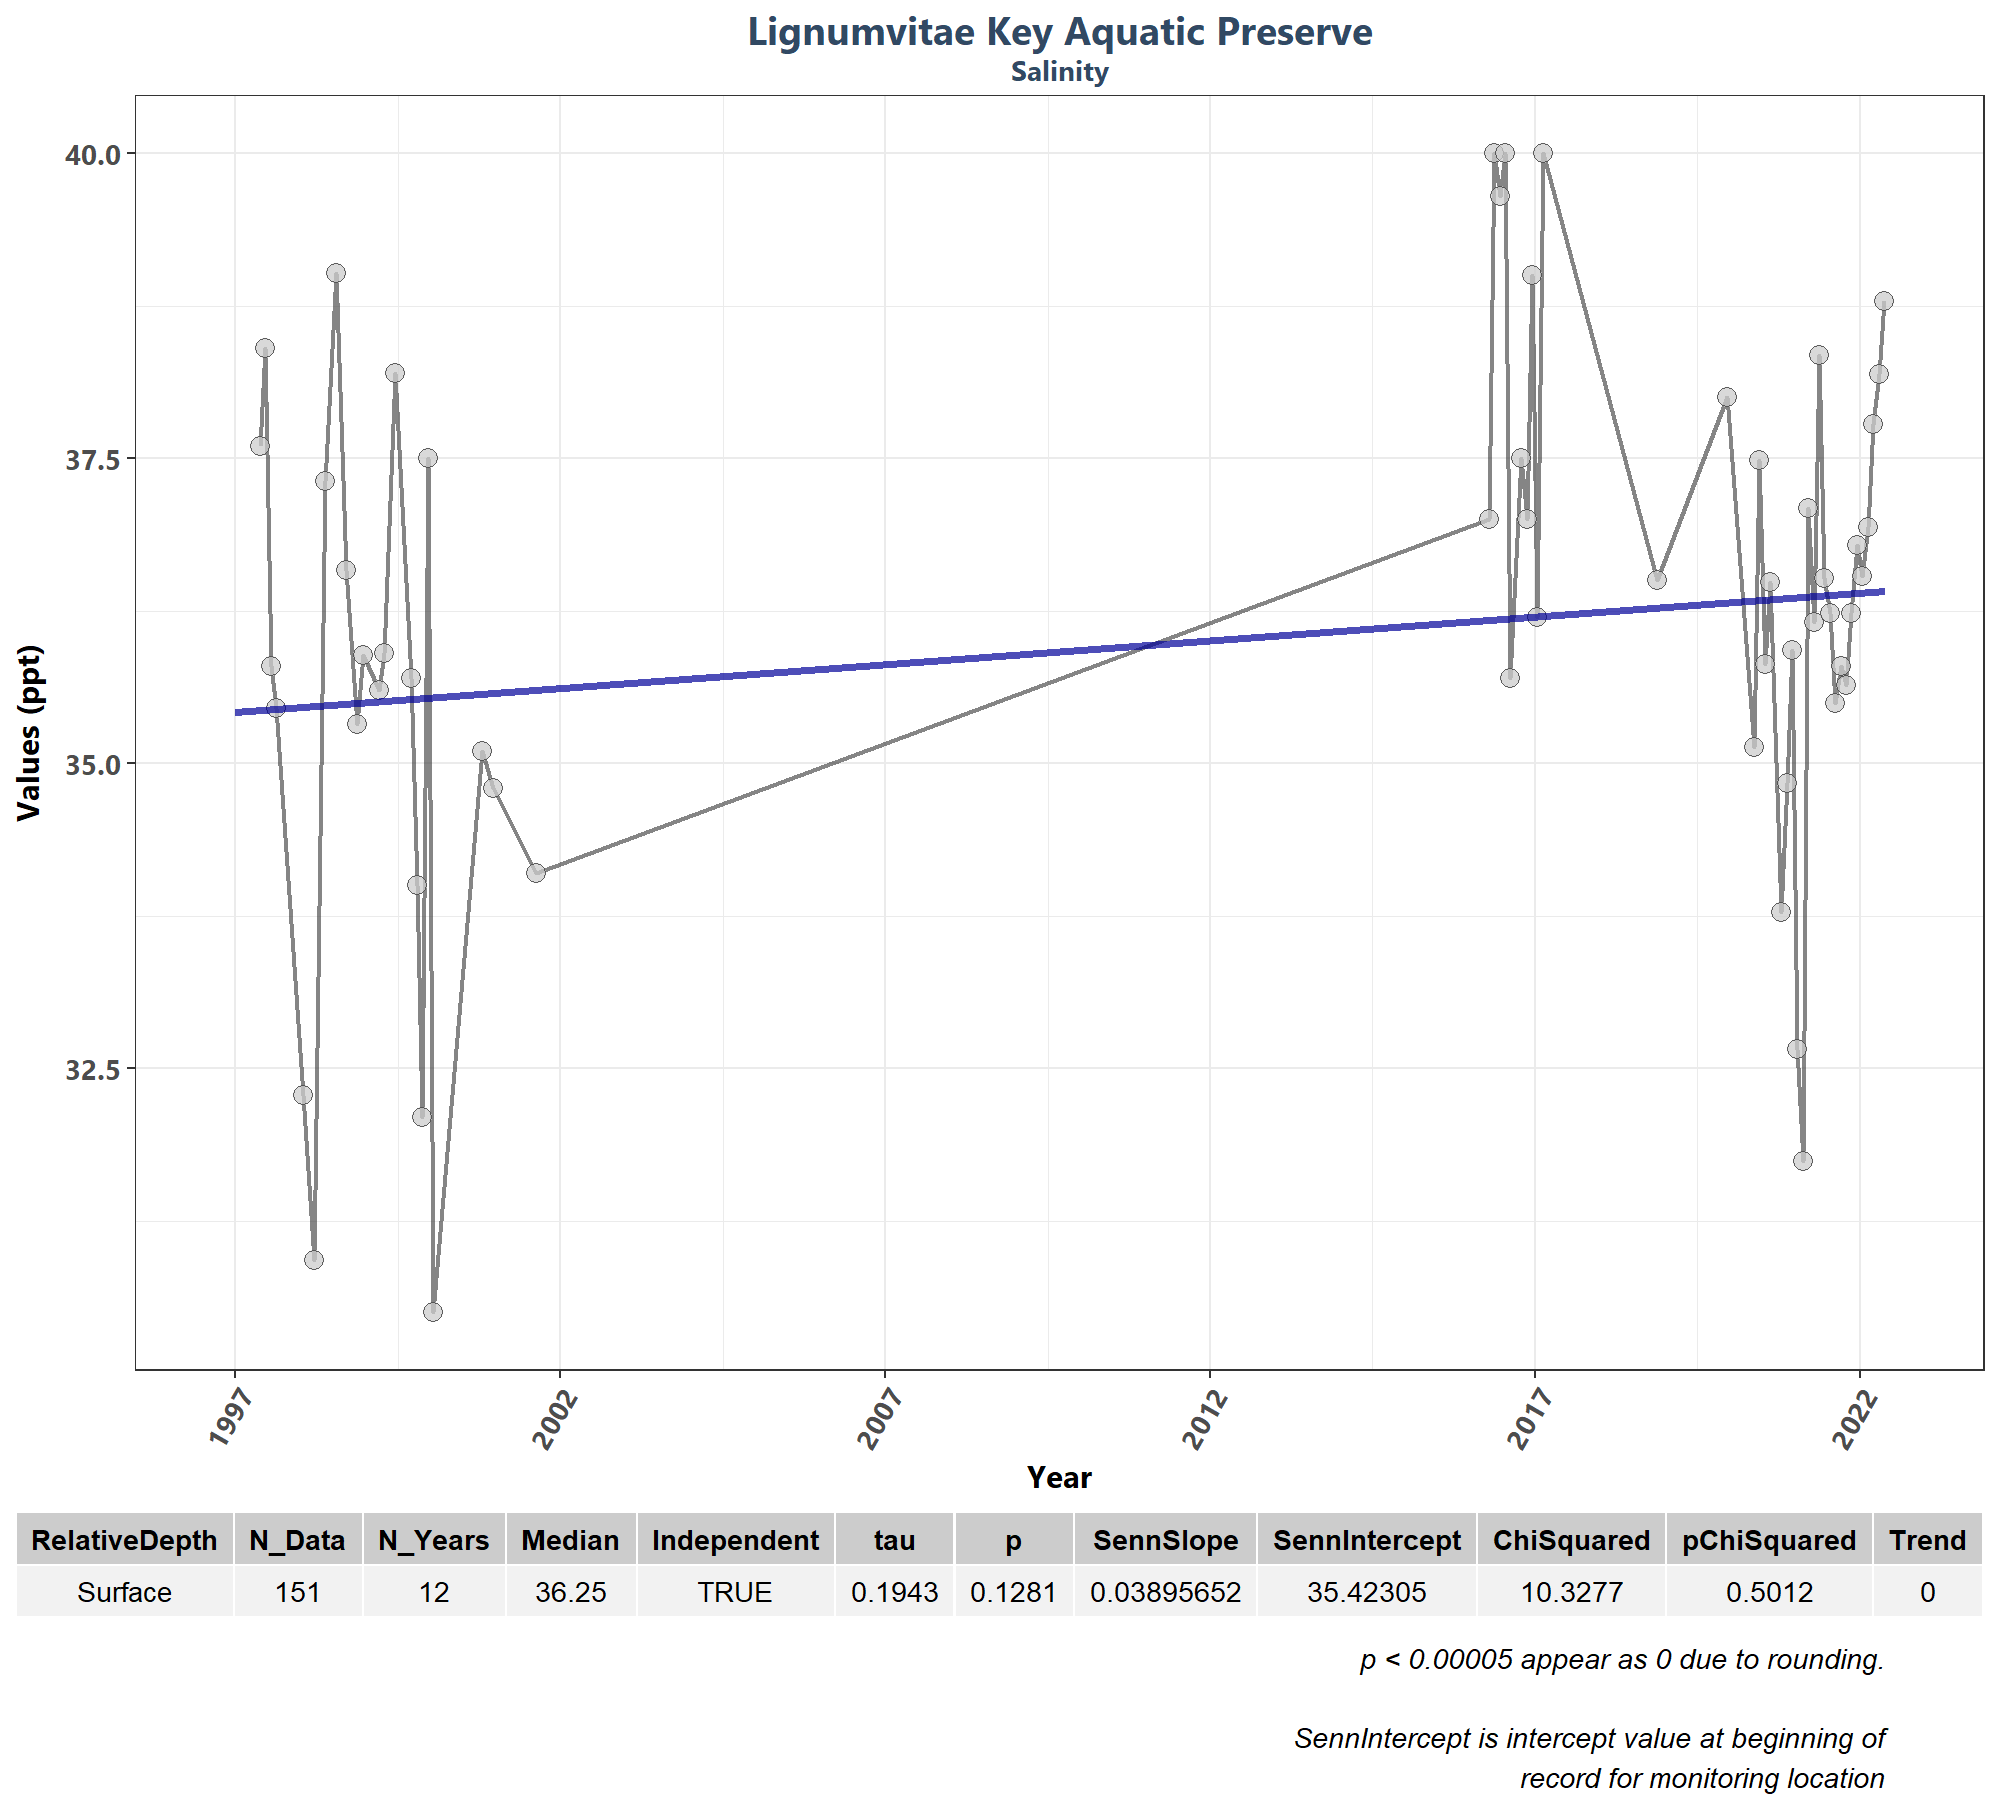 Lignumvitae Key Aquatic Preserve
Salinity
40.0
37.5
35.0
32.5
Values (ppt)
1997 2002 2007 2012 2017 2022
Year
RelativeDepth N_Data N_Years Median Independent tau p SennSlope SennIntercept ChiSquared pChiSquared Trend
Surface 151 12 36.25 TRUE 0.1943 0.1281 0.03895652 35.42305 10.3277 0.5012 0
p < 0.00005 appear as 0 due to rounding.
SennIntercept is intercept value at beginning of
record for monitoring location